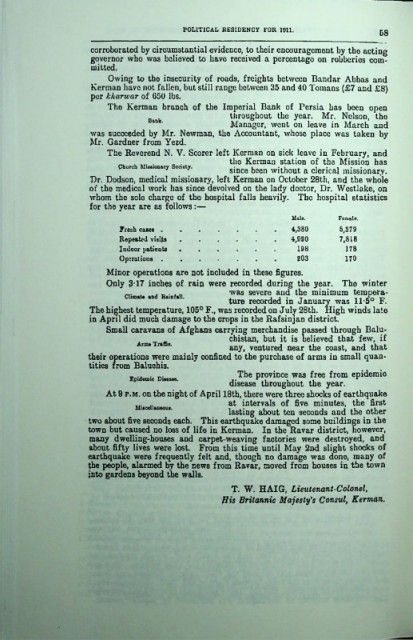 POLITICAL RESIDENCY FOR 1911.
58
corroborated by circumstantial evidence, to their encouragement by the acting
governor who was believed to have received a percentage on robberies com-
mitted.
Owing to the insecurity of roads, freights between Bandar Abbas and
Kerman have not fallen, but still range between 35 and 40 Tomans (£7 and £8)
per kharwar of 650 lbs.
The Kerman branch of the Imperial Bank of Persia has been open
Bank.
throughout the year. Mr. Nelson, the
Manager, went on leave in March and
was succeeded by Mr. Newman, the Accountant, whose place was taken by
Mr. Gardner from Yezd.
The Reverend N. V. Scorer left Kerman on sick leave in February, and
Church Missionary Society.
the Kerman station of the Mission has
since been without a clerical missionary.
Dr. Dodson, medical missionary, left Kerman on October 28th, and the whole
of the medical work has since devolved on the lady doctor, Dr. Westlake, on
whom the sole charge of the hospital falls heavily. The hospital statistics
for the year are as follows :—
Male. Female.
Fresh cases . . . . . . . 4,380 5,379
Repeated visits . . . . . . 4,990 7,818
Indoor patients . . . . . . 198 178
Operations . . . . . . . 203 170
Minor operations are not included in these figures.
Only 3·17 inches of rain were recorded during the year. The winter
Climate and Rainfall.
was severe and the minimum tempera-
ture recorded in January was 11·5° F.
The highest temperature, 105° F., was recorded on July 28th. High winds late
in April did much damage to the crops in the Rafsinjan district.
Small caravans of Afghans carrying merchandise passed through Balu-
Arms Traffic.
chistan, but it is believed that few, if
any, ventured near the coast, and that
their operations were mainly confined to the purchase of arms in small quan-
tities from Baluchis.
Epidemic Disease.
The province was free from epidemic
disease throughout the year.
At 9 P.M. on the night of April 18th, there were three shocks of earthquake
Miscellaneous.
at intervals of five minutes, the first
lasting about ten seconds and the other
two about five seconds each. This earthquake damaged some buildings in the
town but caused no loss of life in Kerman. In the Ravar district, however,
many dwelling-houses and carpet-weaving factories were destroyed, and
about fifty lives were lost. From this time until May 2nd slight shocks of
earthquake were frequently felt and, though no damage was done, many of
the people, alarmed by the news from Ravar, moved from houses in the town
into gardens beyond the walls.
T. W. HAIG, Lieutenant-Colonel,
His Britannic Majesty's Consul, Kerman.